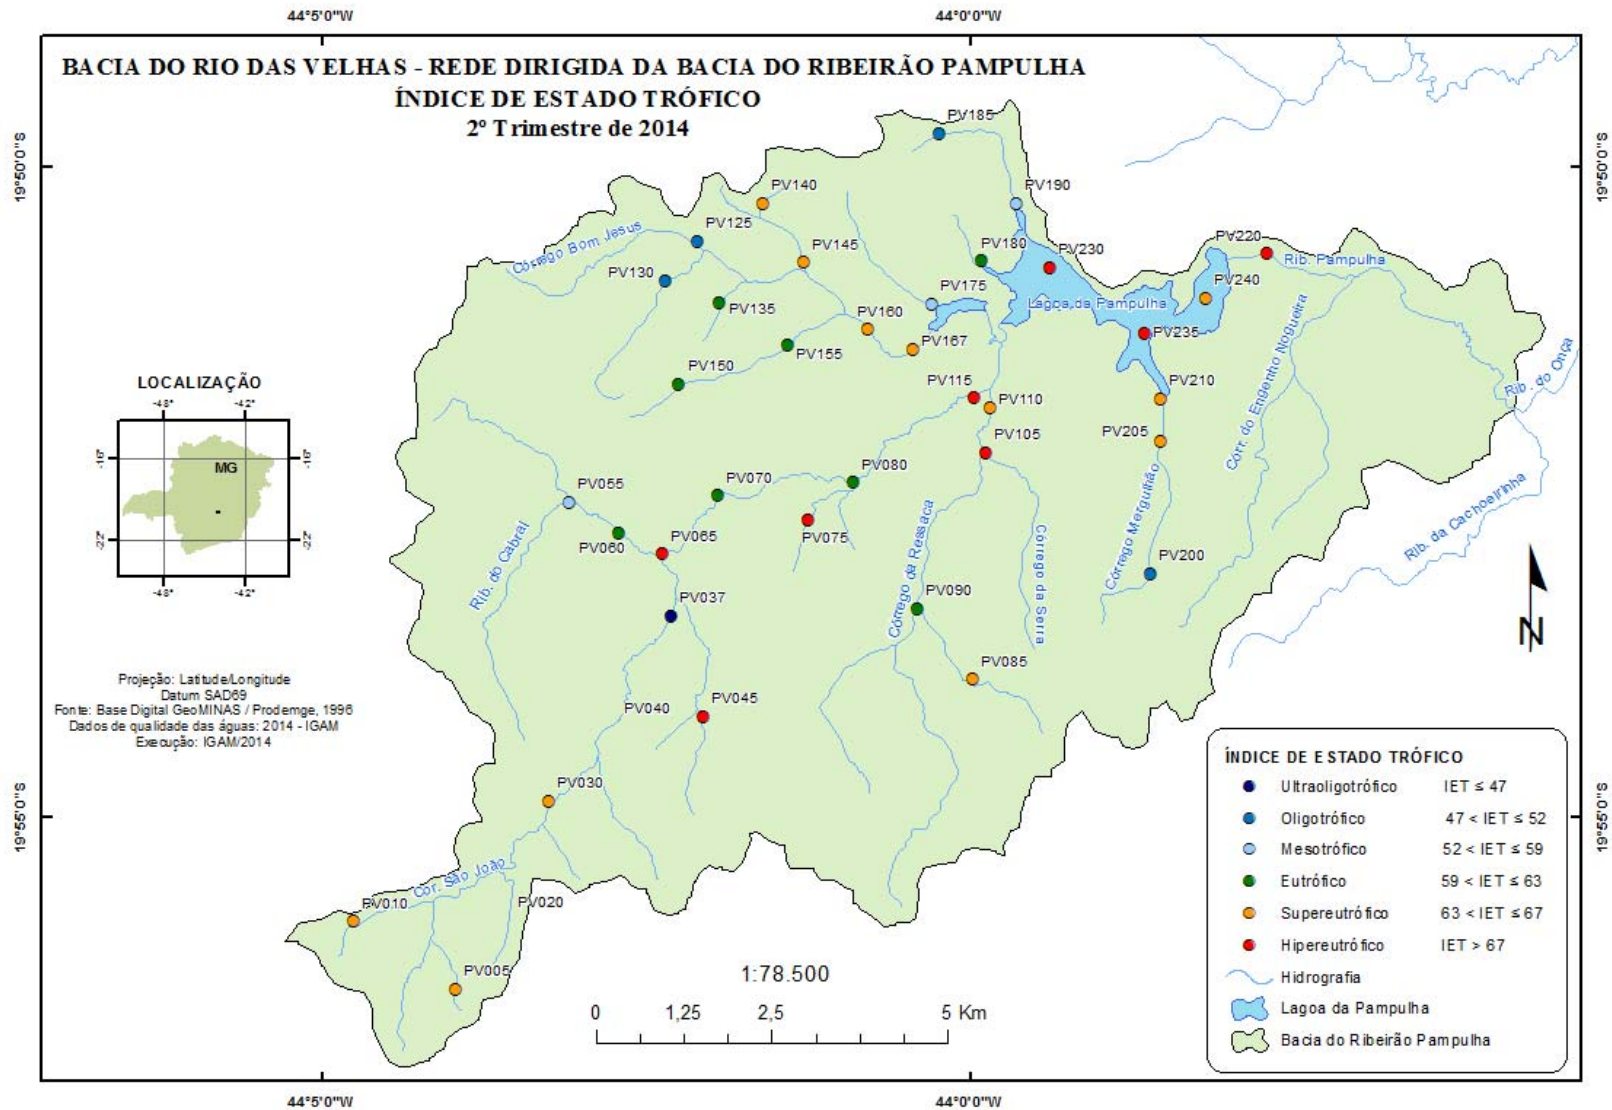 44°5'0"W
44°0'0"W
BACIA DO RIO DAS VELHAS - REDE DIRIGIDA DA BACIA DO RIBEIRÃO PAMPULHA
ÍNDICE DE ESTADO TRÓFICO
2º Trimestre de 2014
19°50'0"S
19°50'0"S
PV185
PV140
PV190
PV125
Córrego Bom Jesus
PV145
PV180
PV230
PV220
Rib. Pampulha
PV130
PV135
PV175
Lagoa da Pampulha
PV240
PV160
PV167
PV235
PV155
PV150
PV115
PV110
PV210
Córr. do Engenho Nogueira
Rib. do Onça
LOCALIZAÇÃO
-48°
-42°
-16°
-16°
MG
-22°
-22°
-48°
-42°
PV105
PV205
PV080
PV070
PV055
PV060
PV065
PV075
Rib. do Cabral
Córrego da Ressaca
Córrego da Serra
Córrego Mergulhão
Rib. da Cachoeirinha
PV200
PV037
PV090
N
PV085
PV040
PV045
Projeção: Latitude/Longitude
Datum SAD69
Fonte: Base Digital GeoMINAS / Prodemge, 1996
Dados de qualidade das águas: 2014 - IGAM
Execução: IGAM/2014
PV030
19°55'0"S
19°55'0"S
Cor. São João
PV010
PV020
PV005
1:78.500
0 1,25 2,5 5 Km
ÍNDICE DE ESTADO TRÓFICO
Ultraoligotrófico IET ≤ 47
Oligotrófico 47 < IET ≤ 52
Mesotrófico 52 < IET ≤ 59
Eutrófico 59 < IET ≤ 63
Supereutrófico 63 < IET ≤ 67
Hipereutrófico IET > 67
Hidrografia
Lagoa da Pampulha
Bacia do Ribeirão Pampulha
44°5'0"W
44°0'0"W